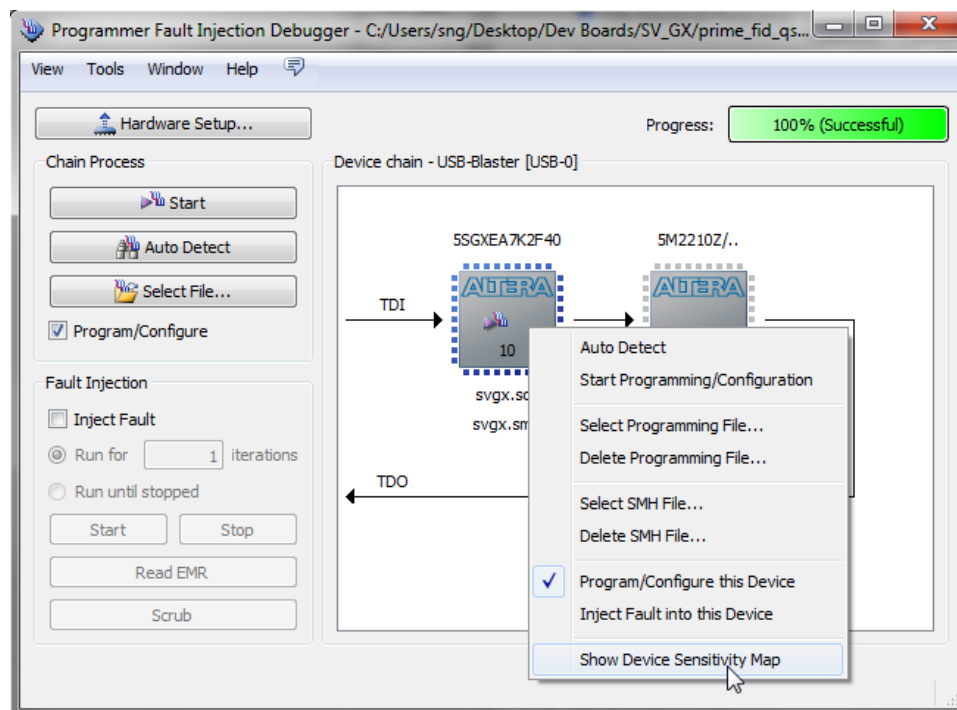 Programmer Fault Injection Debugger - C:/Users/sng/Desktop/Dev Boards/SV_GX/prime_fid_qs...
View Tools Window Help
Hardware Setup...
Progress: 100% (Successful)
Chain Process
Start
Auto Detect
Select File...
Program/Configure
Fault Injection
Inject Fault
Run for 1 iterations
Run until stopped
Start Stop
Read EMR
Scrub
Device chain - USB-Blaster [USB-0]
5SGXEA7K2F40 5M2210Z/..
ALTERA ALTERA
TDI
10
svgx.so
svgx.sm
TDO
Auto Detect
Start Programming/Configuration
Select Programming File...
Delete Programming File...
Select SMH File...
Delete SMH File...
Program/Configure this Device
Inject Fault into this Device
Show Device Sensitivity Map